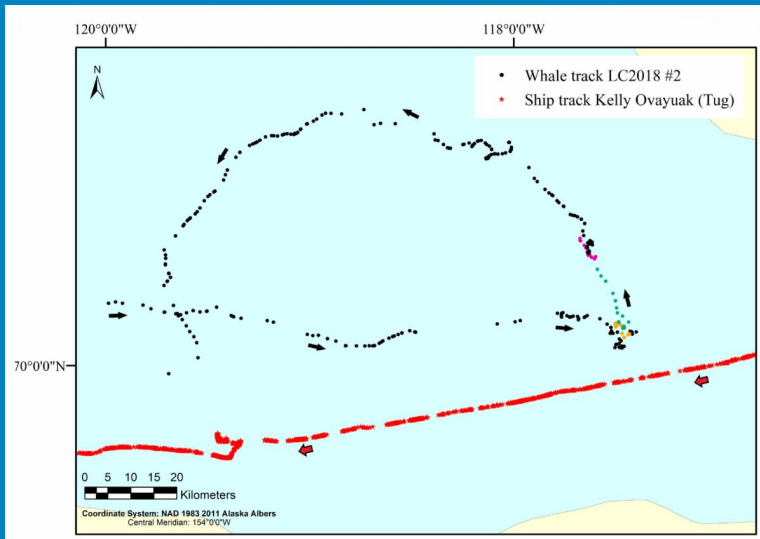 120°0'0"W 118°0'0"W
N
Whale track LC2018 #2
Ship track Kelly Ovayuak (Tug)
70°0'0"N
0 5 10 15 20
Kilometers
Coordinate System: NAD 1983 2011 Alaska Albers
Central Meridian: 154°0'0"W